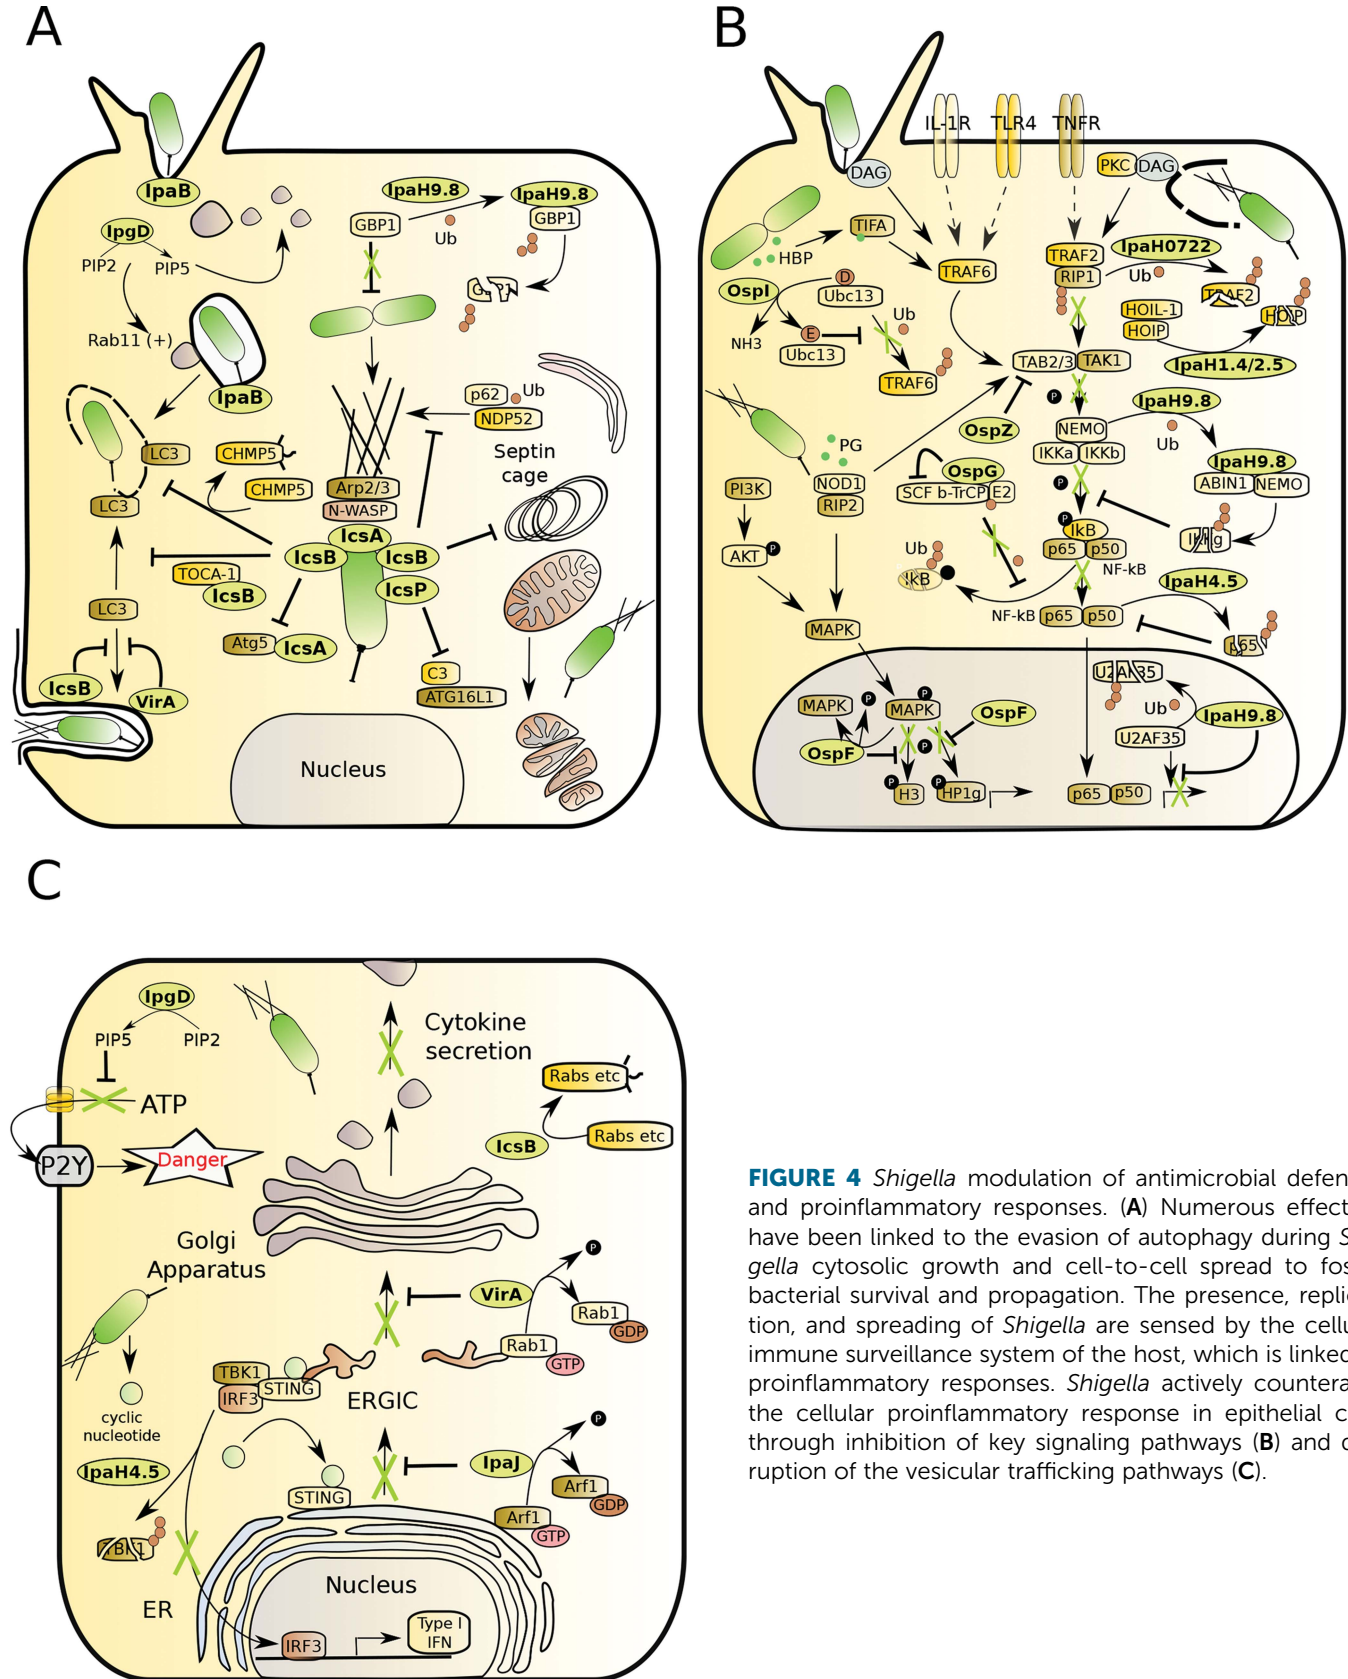 A
IpaB
IpgD
PIP2
PIP5
Rab11 (+)
IpaB
IpaH9.8
GBP1
Ub
IpaH9.8
GBP1
p62
Ub
NDP52
Septin
cage
LC3
LC3
CHMP5
CHMP5
Arp2/3
N-WASP
IcsA
IcsB
IcsB
IcsP
TOCA-1
IcsB
LC3
Atg5
IcsA
C3
ATG16L1
IcsB
VirA
Nucleus
B
IL-1R
TLR4
TNFR
DAG
PKC
DAG
HBP
TIFA
TRAF6
TRAF2
RIP1
IpaH0722
Ub
TRAF2
OspI
D
Ubc13
NH3
E
Ubc13
Ub
TRAF6
HOIL-1
HOIP
HOIP
IpaH1.4/2.5
TAB2/3
TAK1
P
OspZ
NEMO
IKKa
IKKb
IpaH9.8
Ub
IpaH9.8
ABIN1
NEMO
PG
NOD1
RIP2
OspG
SCF b-TrCP
E2
P
P
IkB
p65
p50
NF-kB
PI3K
AKT
P
Ub
IkB
IpaH4.5
NF-kB
p65
p50
p65
MAPK
U2AF35
Ub
IpaH9.8
U2AF35
MAPK
P
P
MAPK
OspF
OspF
P
P
H3
P
HP1g
p65
p50
C
IpgD
PIP5
PIP2
ATP
P2Y
Danger
Cytokine
secretion
Rabs etc
Rabs etc
IcsB
Golgi
Apparatus
VirA
P
Rab1
GDP
Rab1
GTP
TBK1
IRF3
STING
ERGIC
cyclic
nucleotide
IpaH4.5
STING
IpaJ
P
Arf1
GDP
Arf1
GTP
TBK1
ER
Nucleus
IRF3
Type I
IFN
FIGURE 4 Shigella modulation of antimicrobial defen
and proinflammatory responses. (A) Numerous effect
have been linked to the evasion of autophagy during S
gella cytosolic growth and cell-to-cell spread to fos
bacterial survival and propagation. The presence, replic
tion, and spreading of Shigella are sensed by the cellu
immune surveillance system of the host, which is linked
proinflammatory responses. Shigella actively countera
the cellular proinflammatory response in epithelial c
through inhibition of key signaling pathways (B) and d
ruption of the vesicular trafficking pathways (C).